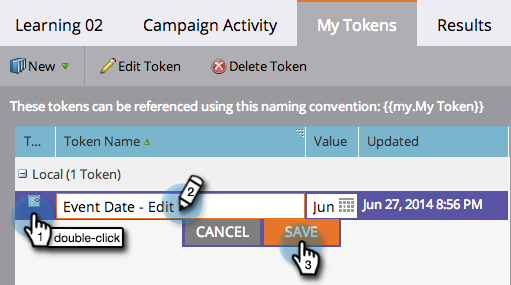 Learning 02 Campaign Activity My Tokens Results
New Edit Token Delete Token
These tokens can be referenced using this naming convention: {{my.My Token}}
T... Token Name Value Updated
Local (1 Token)
Event Date - Edit 2 Jun Jun 27, 2014 8:56 PM
1 double-click CANCEL SAVE
3